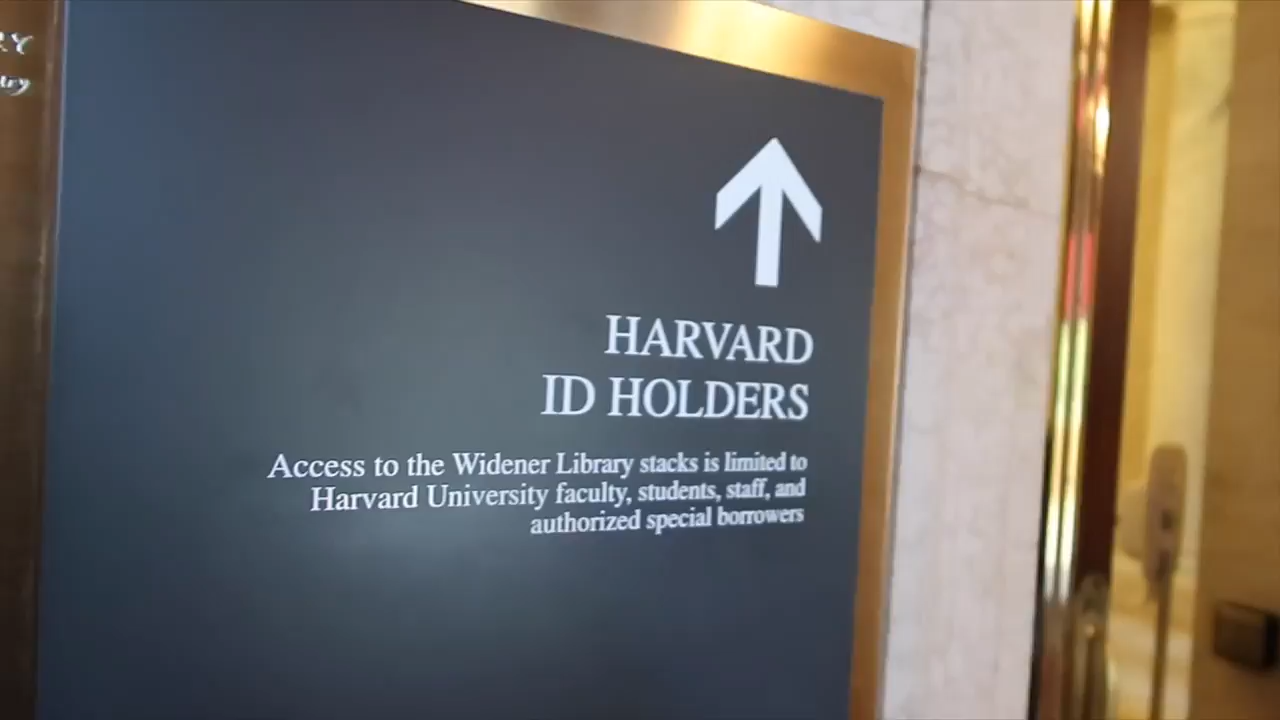 HARVARD
ID HOLDERS
Access to the Widener Library stacks is limited to
Harvard University faculty, students, staff, and
authorized special borrowers